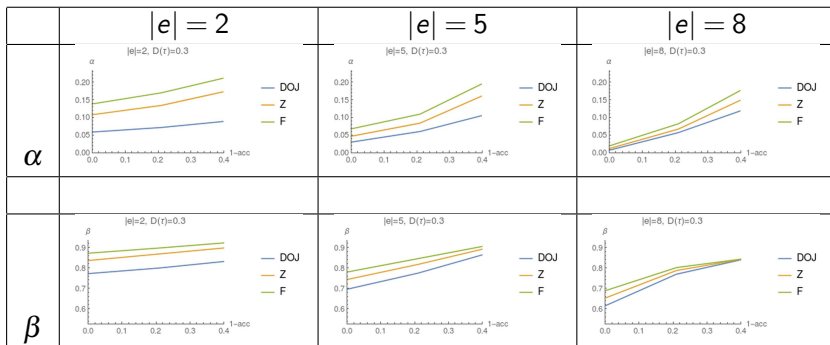 |e| = 2 |e| = 5 |e| = 8
α
|e|=2, D(τ)=0.3
α
0.20
0.15
0.10
0.05
0.00
0.0 0.1 0.2 0.3 0.4
1-acc
DOJ
Z
F
|e|=5, D(τ)=0.3
α
0.20
0.15
0.10
0.05
0.00
0.0 0.1 0.2 0.3 0.4
1-acc
DOJ
Z
F
|e|=8, D(τ)=0.3
α
0.20
0.15
0.10
0.05
0.00
0.0 0.1 0.2 0.3 0.4
1-acc
DOJ
Z
F
β
|e|=2, D(τ)=0.3
β
0.9
0.8
0.7
0.6
0.0 0.1 0.2 0.3 0.4
1-acc
DOJ
Z
F
|e|=5, D(τ)=0.3
β
0.9
0.8
0.7
0.6
0.0 0.1 0.2 0.3 0.4
1-acc
DOJ
Z
F
|e|=8, D(τ)=0.3
β
0.9
0.8
0.7
0.6
0.0 0.1 0.2 0.3 0.4
1-acc
DOJ
Z
F